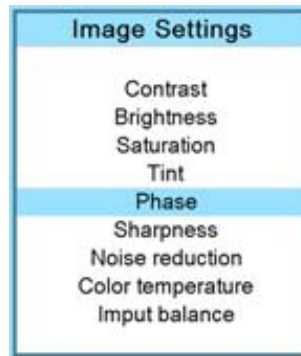 Image Settings
Contrast
Brightness
Saturation
Tint
Phase
Sharpness
Noise reduction
Color temperature
Imput balance